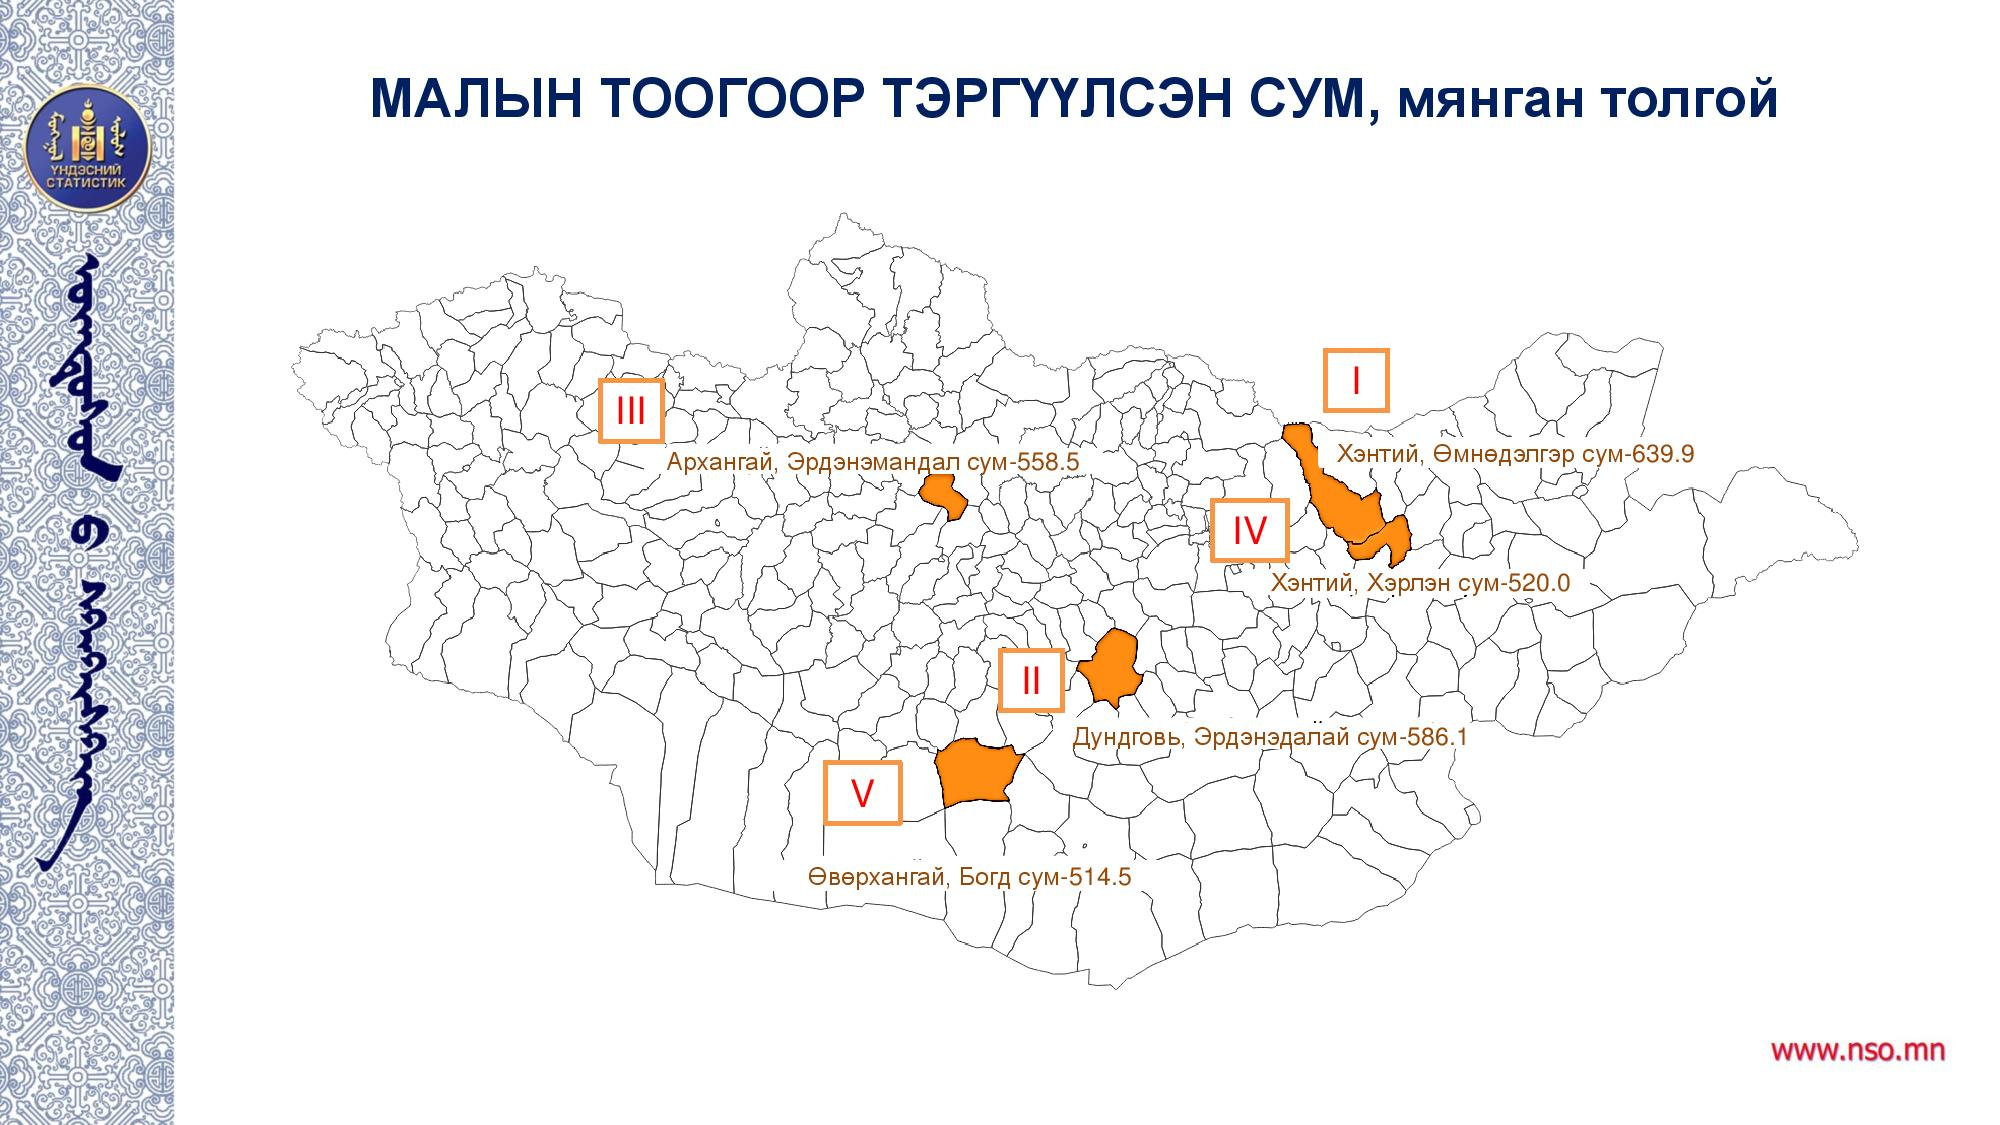 МАЛЫН ТООГООР ТЭРГҮҮЛСЭН СУМ, мянган толгой
ҮНДЭСНИЙ
СТАТИСТИК
I
Хэнтий, Өмнөдэлгэр сум-639.9
III
Архангай, Эрдэнэмандал сум-558.5
IV
Хэнтий, Хэрлэн сум-520.0
II
Дундговь, Эрдэнэдалай сум-586.1
V
Өвөрхангай, Богд сум-514.5
www.nso.mn